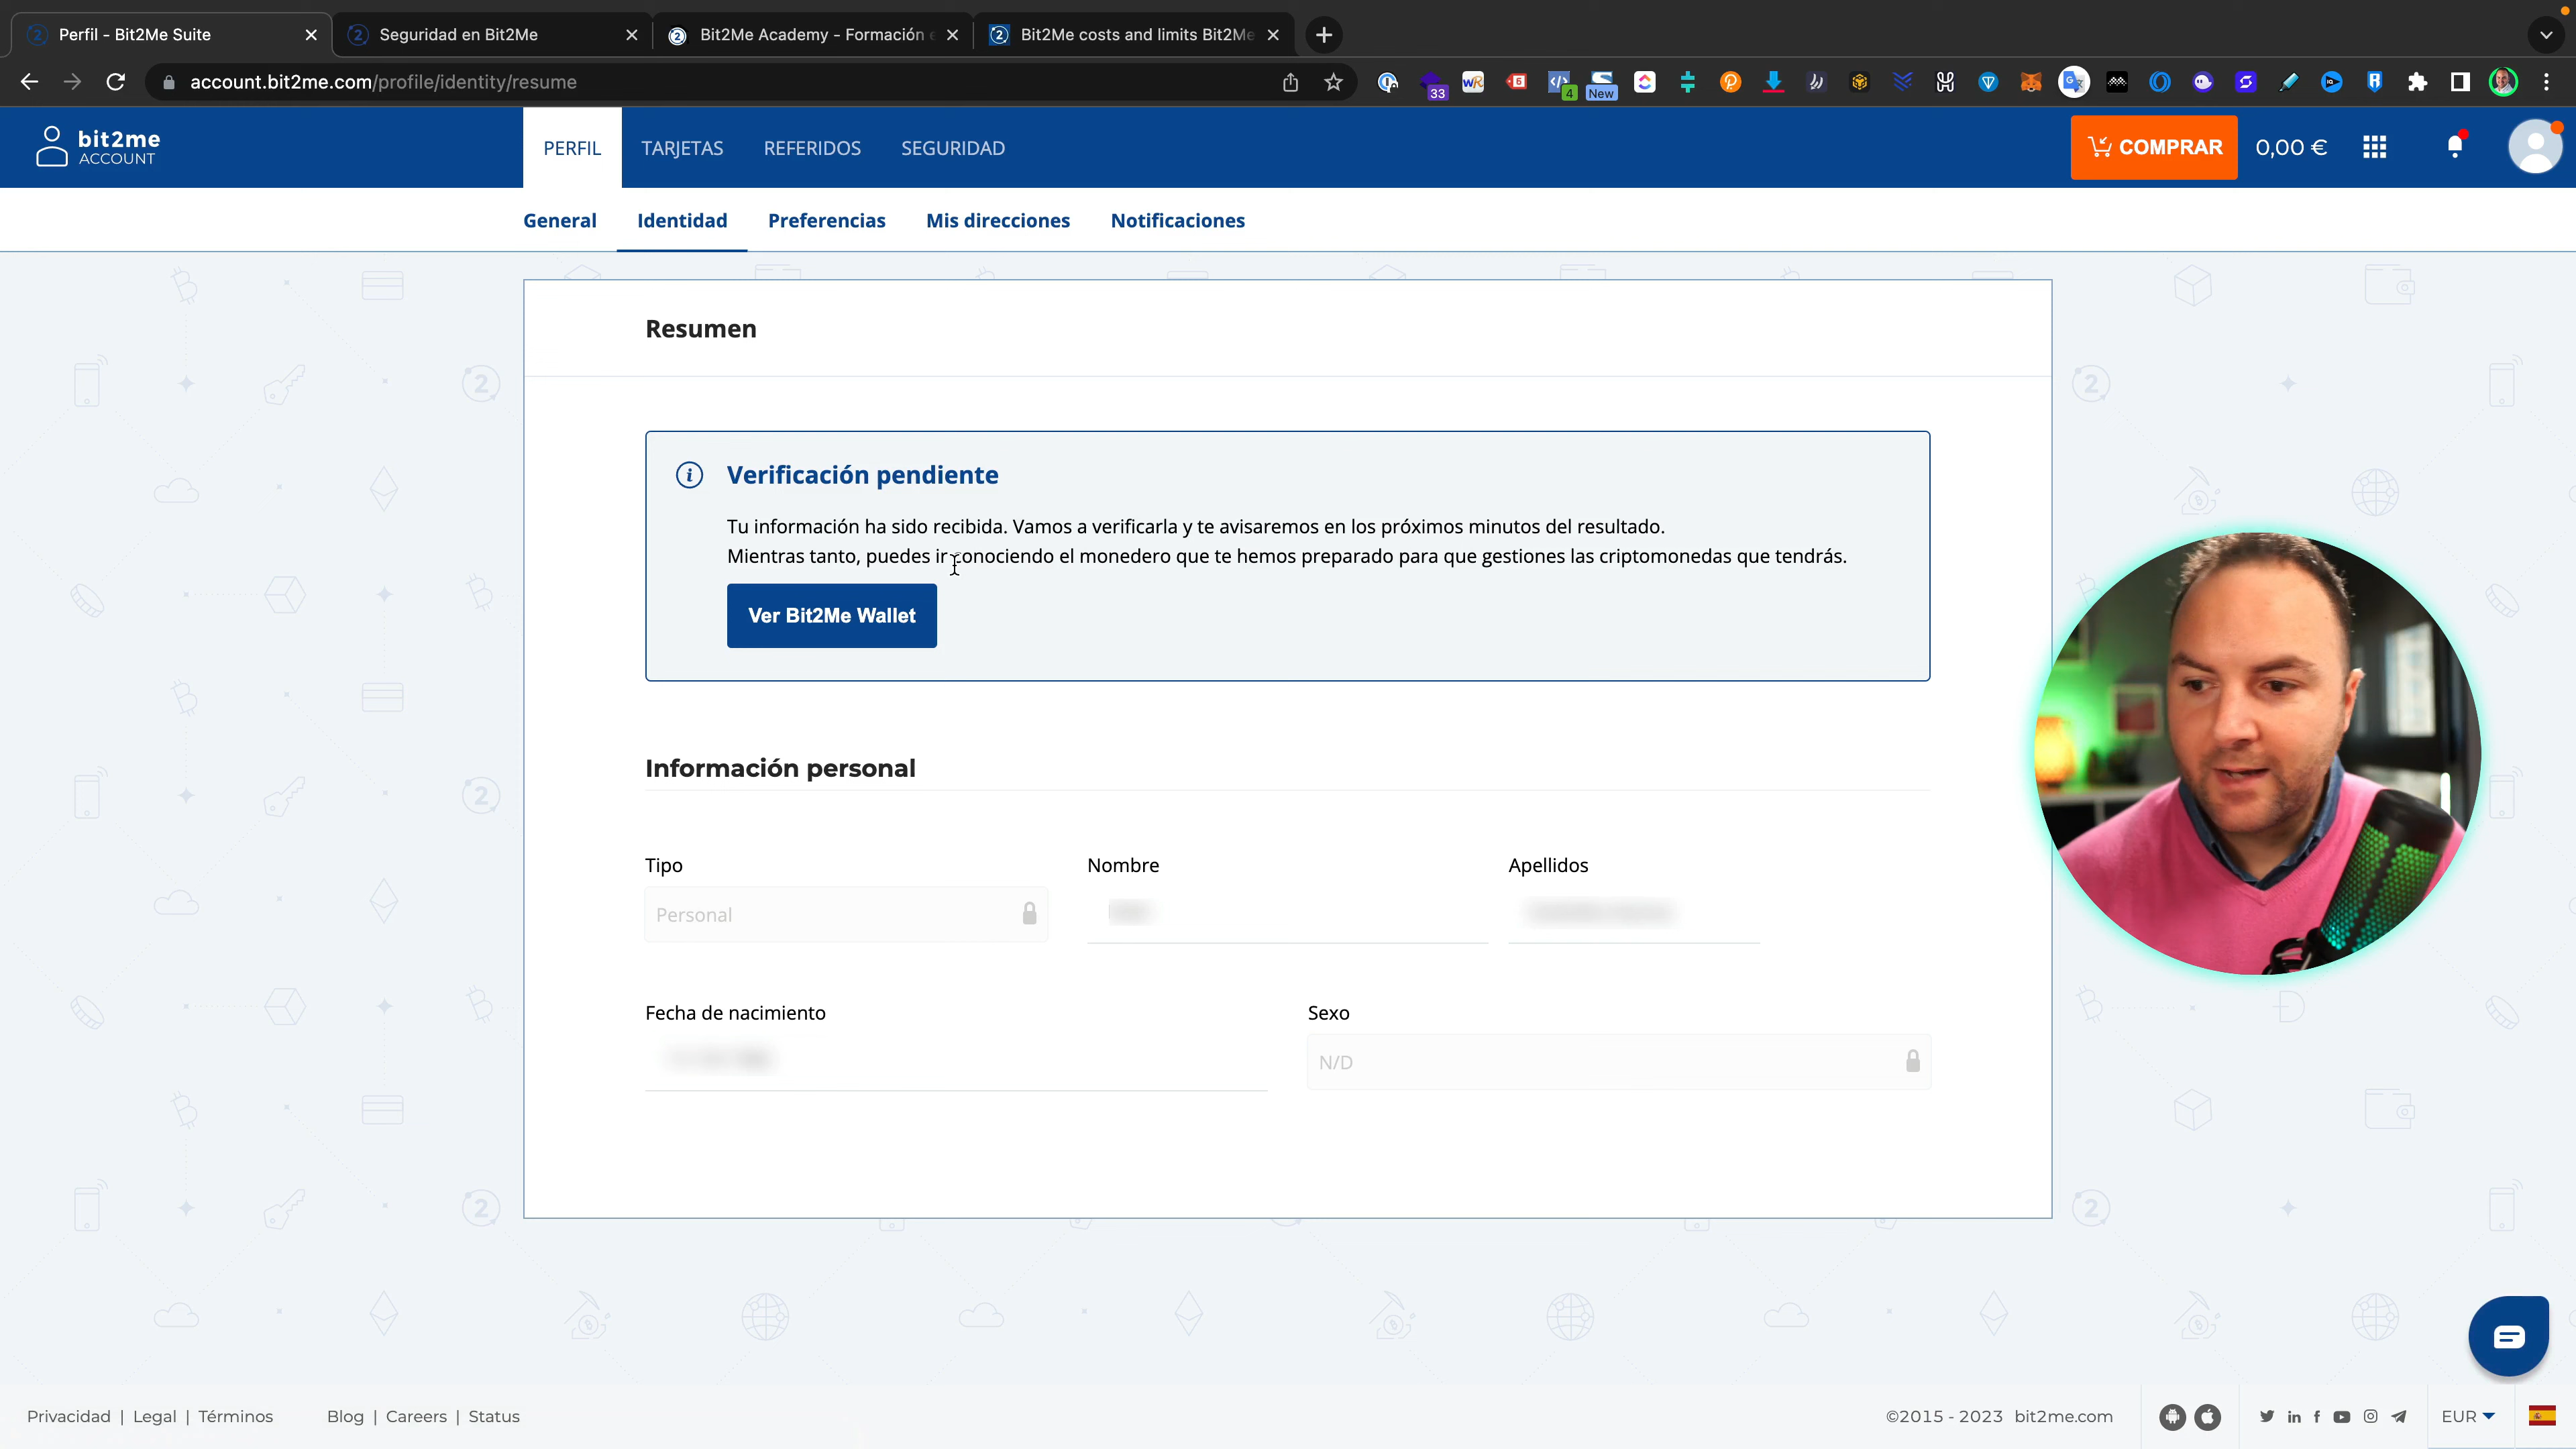 Perfil - Bit2Me Suite
Seguridad en Bit2Me
Bit2Me Academy - Formación e
Bit2Me costs and limits Bit2Me
account.bit2me.com/profile/identity/resume
33
4
New
bit2me
ACCOUNT
PERFIL
TARJETAS
REFERIDOS
SEGURIDAD
COMPRAR
0,00 €
General
Identidad
Preferencias
Mis direcciones
Notificaciones
Resumen
Verificación pendiente
Tu información ha sido recibida. Vamos a verificarla y te avisaremos en los próximos minutos del resultado.
Mientras tanto, puedes ir conociendo el monedero que te hemos preparado para que gestiones las criptomonedas que tendrás.
Ver Bit2Me Wallet
Información personal
Tipo
Nombre
Apellidos
Personal
Fecha de nacimiento
Sexo
N/D
Privacidad | Legal | Términos
Blog | Careers | Status
©2015 - 2023 bit2me.com
EUR